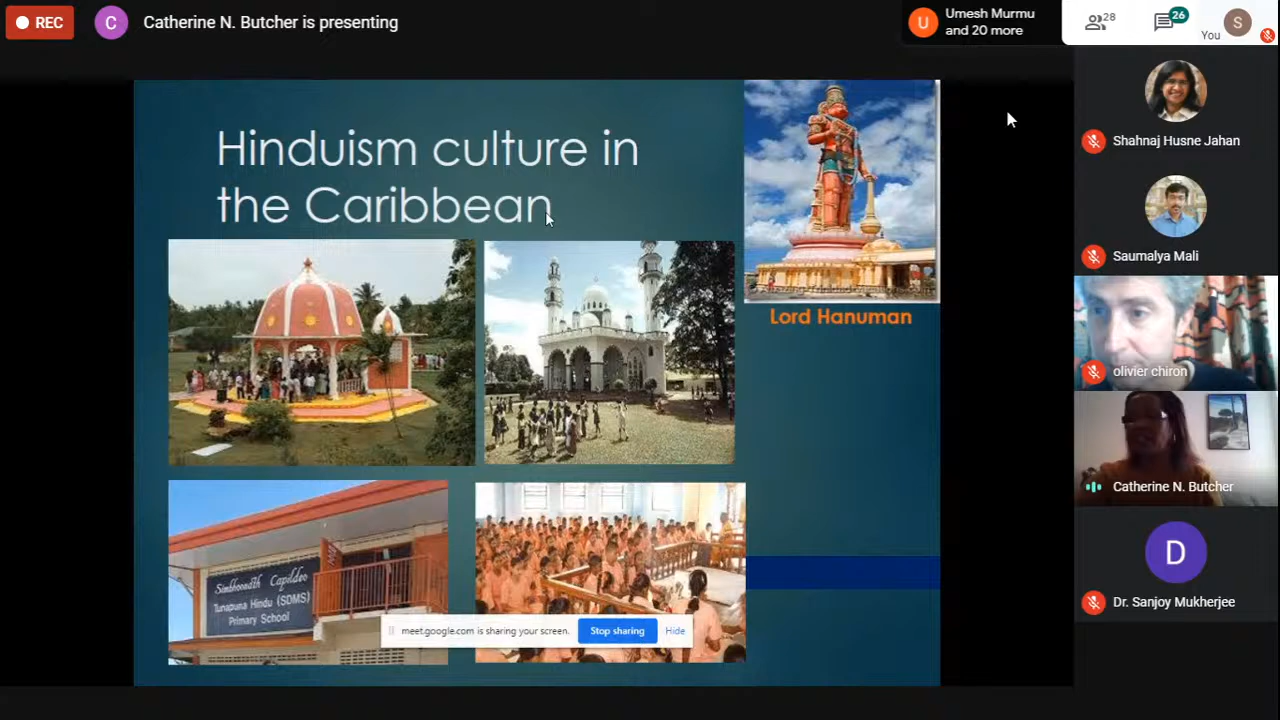 REC
C
Catherine N. Butcher is presenting
U
Umesh Murmu
and 20 more
28
26
You
S
Hinduism culture in
the Caribbean
Lord Hanuman
Simbhoonath Capildeo
Tunapuna Hindu (SDMS)
Primary School
meet.google.com is sharing your screen.
Stop sharing
Hide
Shahnaj Husne Jahan
Saumalya Mali
olivier chiron
Catherine N. Butcher
D
Dr. Sanjoy Mukherjee